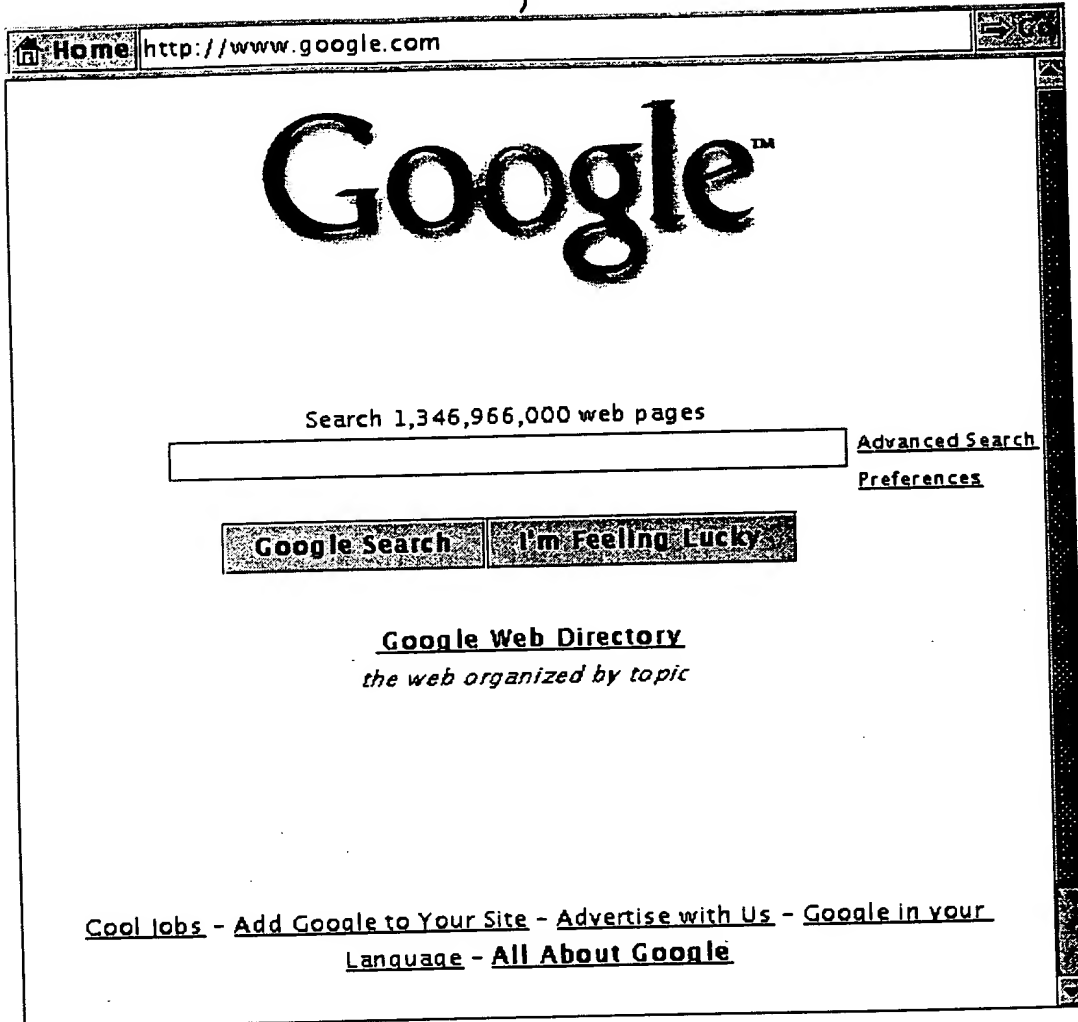 Home http://www.google.com Go
Google™
Search 1,346,966,000 web pages
Advanced Search
Preferences
Google Search I'm Feeling Lucky
Google Web Directory
the web organized by topic
Cool Jobs - Add Google to Your Site - Advertise with Us - Google in your
Language - All About Google